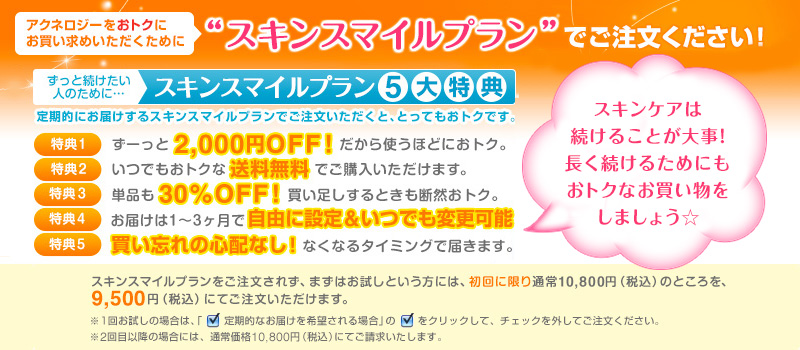 アクネロジーをおトクに
お買い求めいただくために
“スキンスマイルプラン”でご注文ください！
ずっと続けたい
人のために…
スキンスマイルプラン5大特典
定期的にお届けするスキンスマイルプランでご注文いただくと、とってもおトクです。
特典1 ずーっと2,000円OFF！だから使うほどにおトク。
特典2 いつでもおトクな送料無料でご購入いただけます。
特典3 単品も30％OFF！買い足しするときも断然おトク。
特典4 お届けは1〜3ヶ月で自由に設定＆いつでも変更可能
特典5 買い忘れの心配なし！なくなるタイミングで届きます。
スキンケアは
続けることが大事！
長く続けるためにも
おトクなお買い物を
しましょう☆
スキンスマイルプランをご注文されず、まずはお試しという方には、初回に限り通常10,800円（税込）のところを、
9,500円（税込）にてご注文いただけます。
※1回お試しの場合は、「☑定期的なお届けを希望される場合」の☑をクリックして、チェックを外してご注文ください。
※2回目以降の場合には、通常価格10,800円（税込）にてご請求いたします。